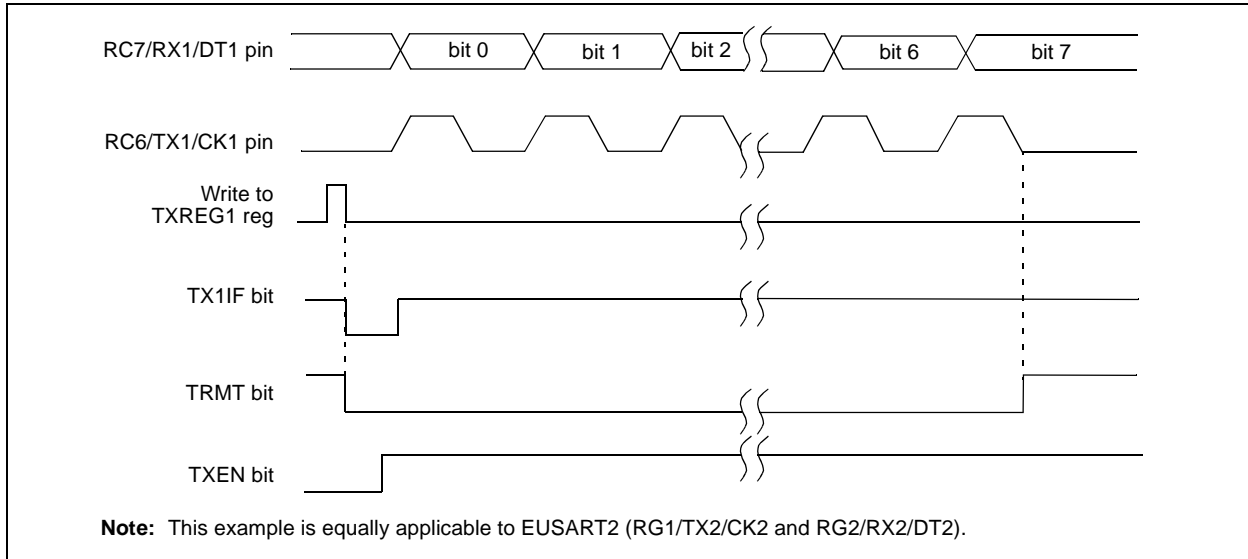 RC7/RX1/DT1 pin
bit 0
bit 1
bit 2
bit 6
bit 7
RC6/TX1/CK1 pin
Write to
TXREG1 reg
TX1IF bit
TRMT bit
TXEN bit
Note: This example is equally applicable to EUSART2 (RG1/TX2/CK2 and RG2/RX2/DT2).